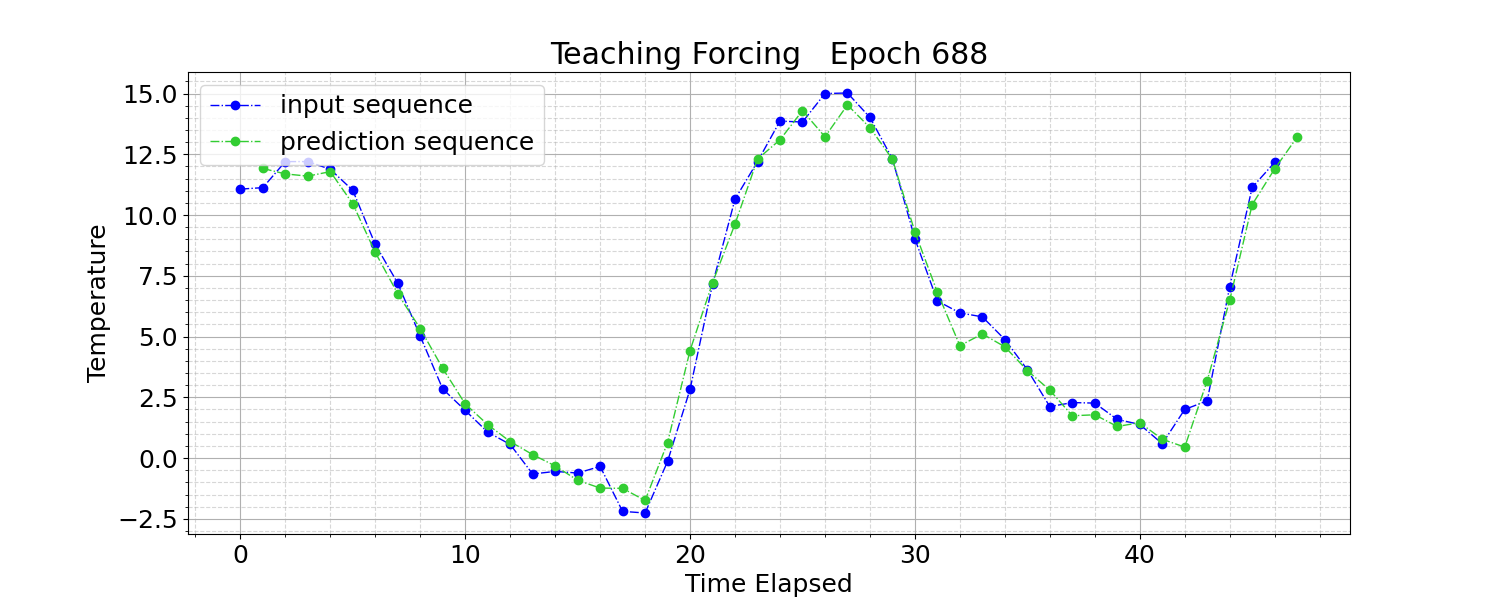 Teaching Forcing   Epoch 688
input sequence
prediction sequence
15.0
12.5
10.0
7.5
5.0
2.5
0.0
−2.5
Temperature
0 10 20 30 40
Time Elapsed